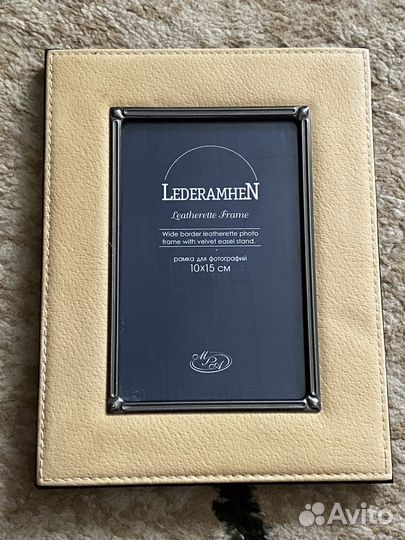 LEDERAMHEN
Leatherette Frame
Wide border leatherette photo
frame with velvet easel stand.
рамка для фотографий
10x15 см
Avito